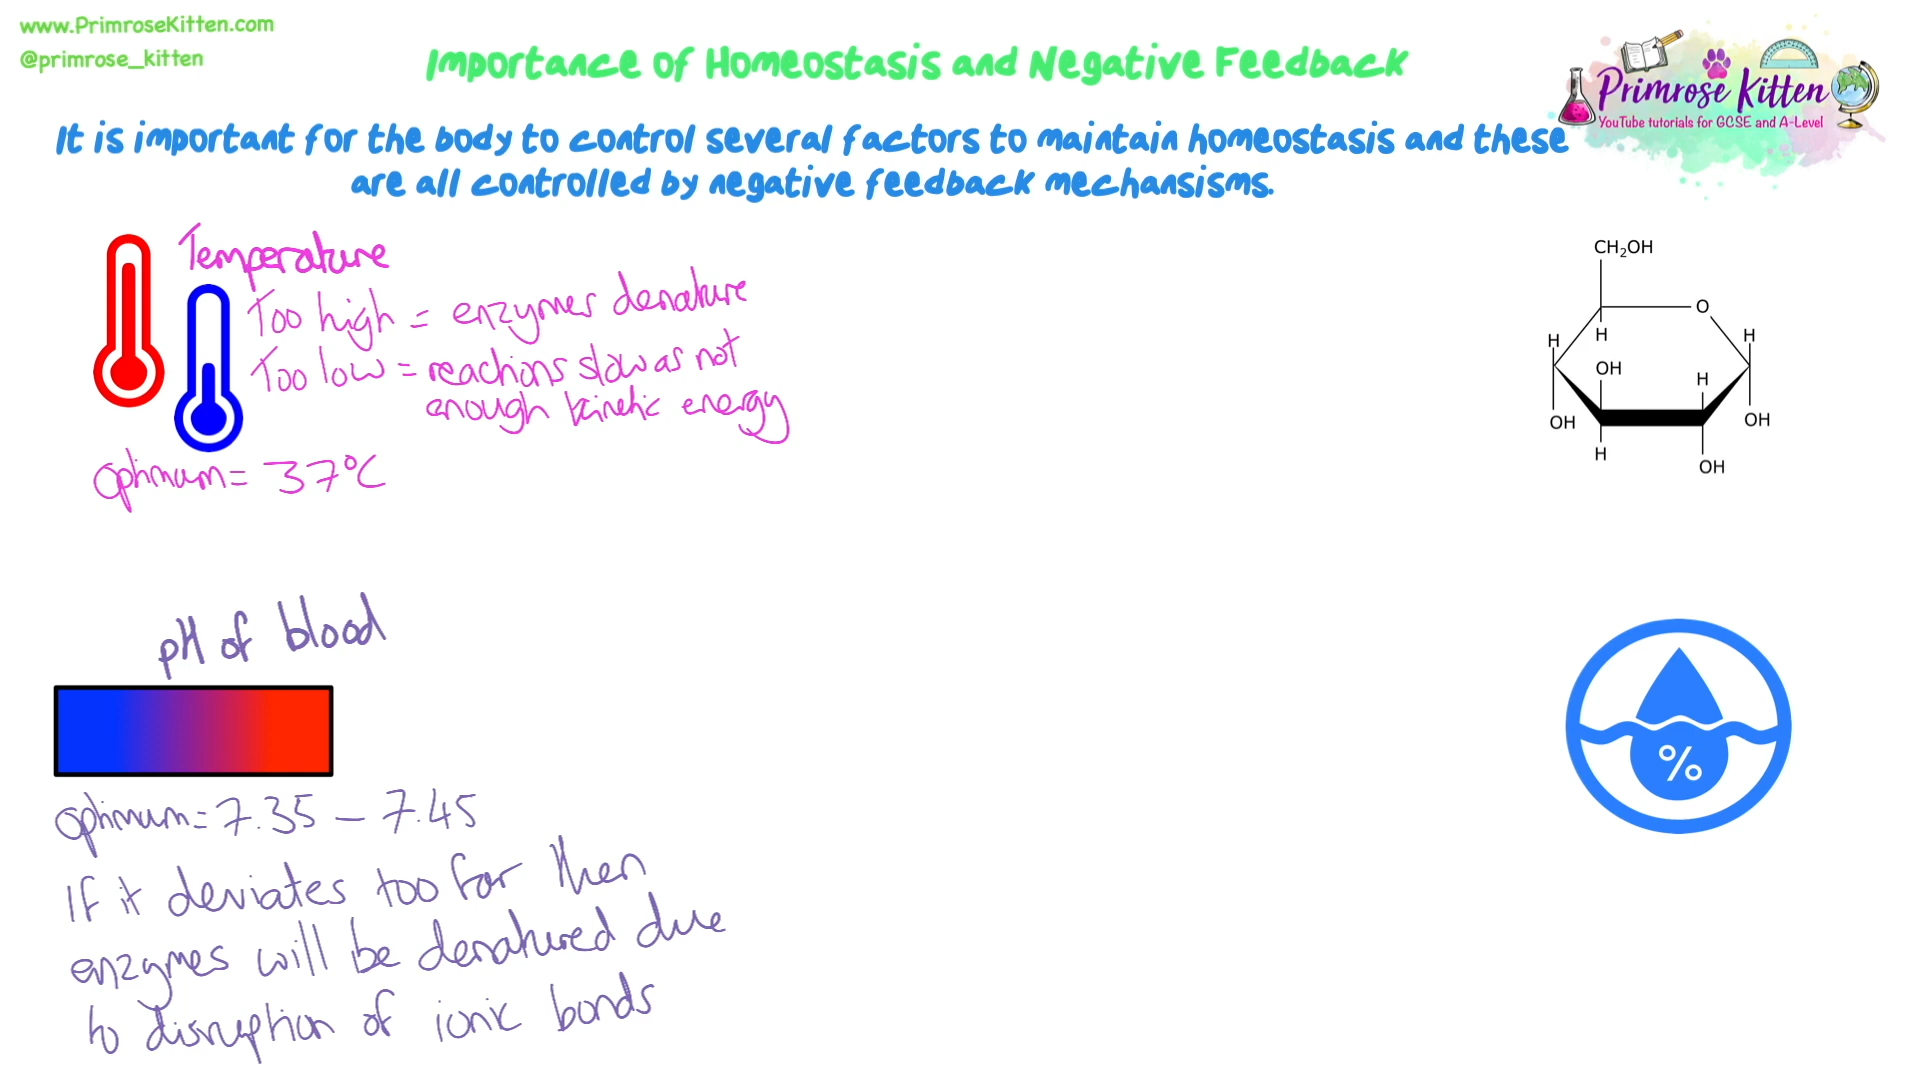 www.PrimroseKitten.com
@primrose_kitten
Importance of Homeostasis and Negative Feedback
Primrose Kitten
YouTube tutorials for GCSE and A-Level
It is important for the body to control several factors to maintain homeostasis and these
are all controlled by negative feedback mechansisms.
Temperature
Too high = enzymes denature
Too low = reactions slow as not
enough kinetic energy
optimum = 37°C
CH₂OH
O
H
H
H
OH
H
OH
OH
H
OH
pH of blood
optimum = 7.35 – 7.45
If it deviates too far then
enzymes will be denatured due
to disruption of ionic bonds
%